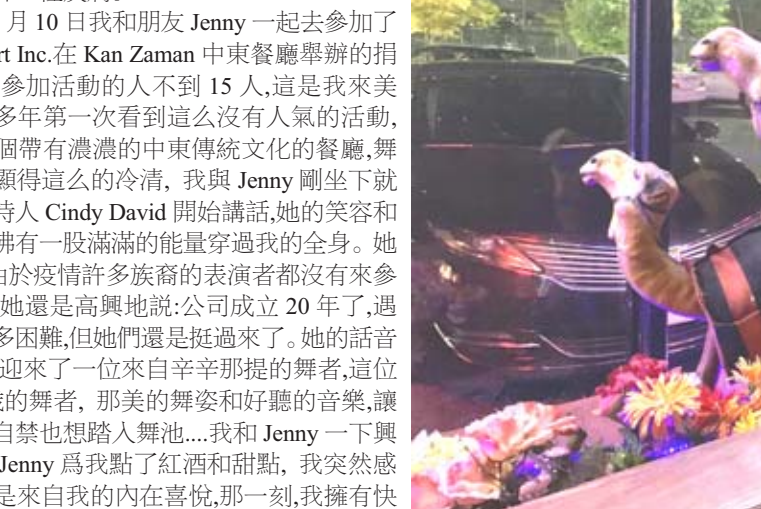 月 10 日我和朋友 Jenny 一起去參加了
rt Inc.在 Kan Zaman 中東餐廳舉辦的捐
參加活動的人不到 15 人,這是我來美
多年第一次看到這么沒有人氣的活動,
個帶有濃濃的中東傳統文化的餐廳,舞
顯得這么的冷清, 我與 Jenny 剛坐下就
持人 Cindy David 開始講話,她的笑容和
彿有一股滿滿的能量穿過我的全身。她
由於疫情許多族裔的表演者都沒有來參
她還是高興地説:公司成立 20 年了,遇
多困難,但她們還是挺過來了。她的話音
迎來了一位來自辛辛那提的舞者,這位
的舞者, 那美的舞姿和好聽的音樂,讓
自禁也想踏入舞池....我和 Jenny 一下興
Jenny 爲我點了紅酒和甜點, 我突然感
是來自我的內在喜悅,那一刻,我擁有快